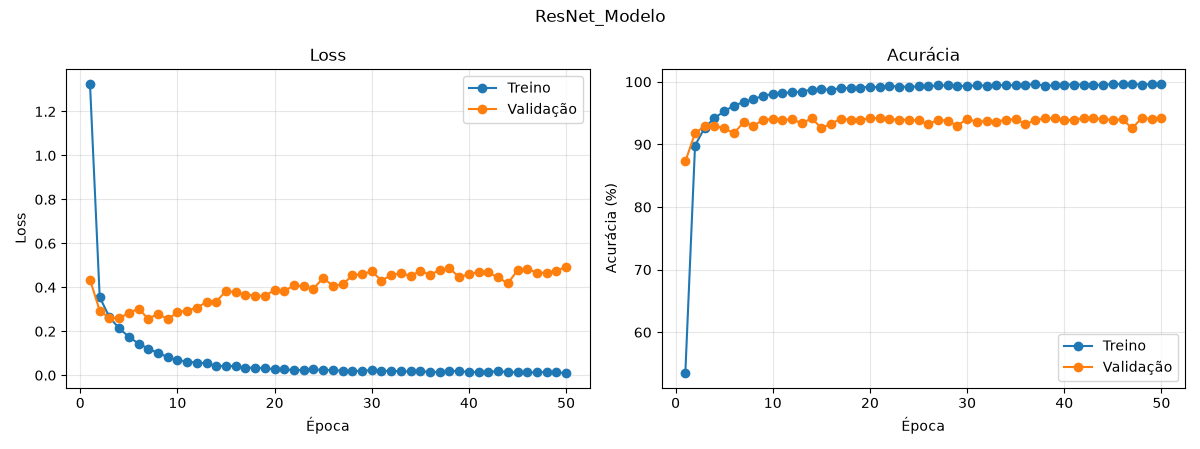 ResNet_Modelo
Loss
Treino
Validação
Loss
1.2
1.0
0.8
0.6
0.4
0.2
0.0
0
10
20
30
40
50
Época
Acurácia
Acurácia (%)
100
90
80
70
60
Treino
Validação
0
10
20
30
40
50
Época